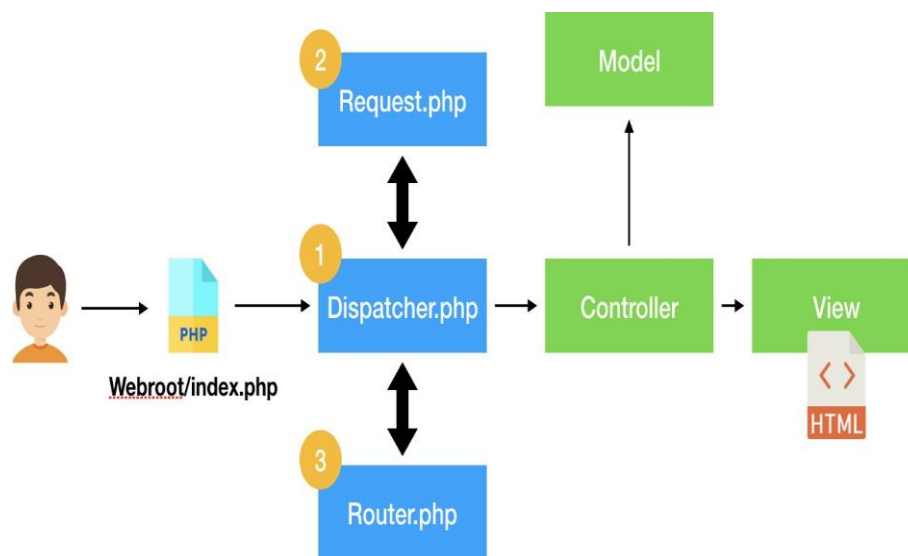 2
Request.php
Model
1
Dispatcher.php
Controller
View
PHP
Webroot/index.php
HTML
3
Router.php